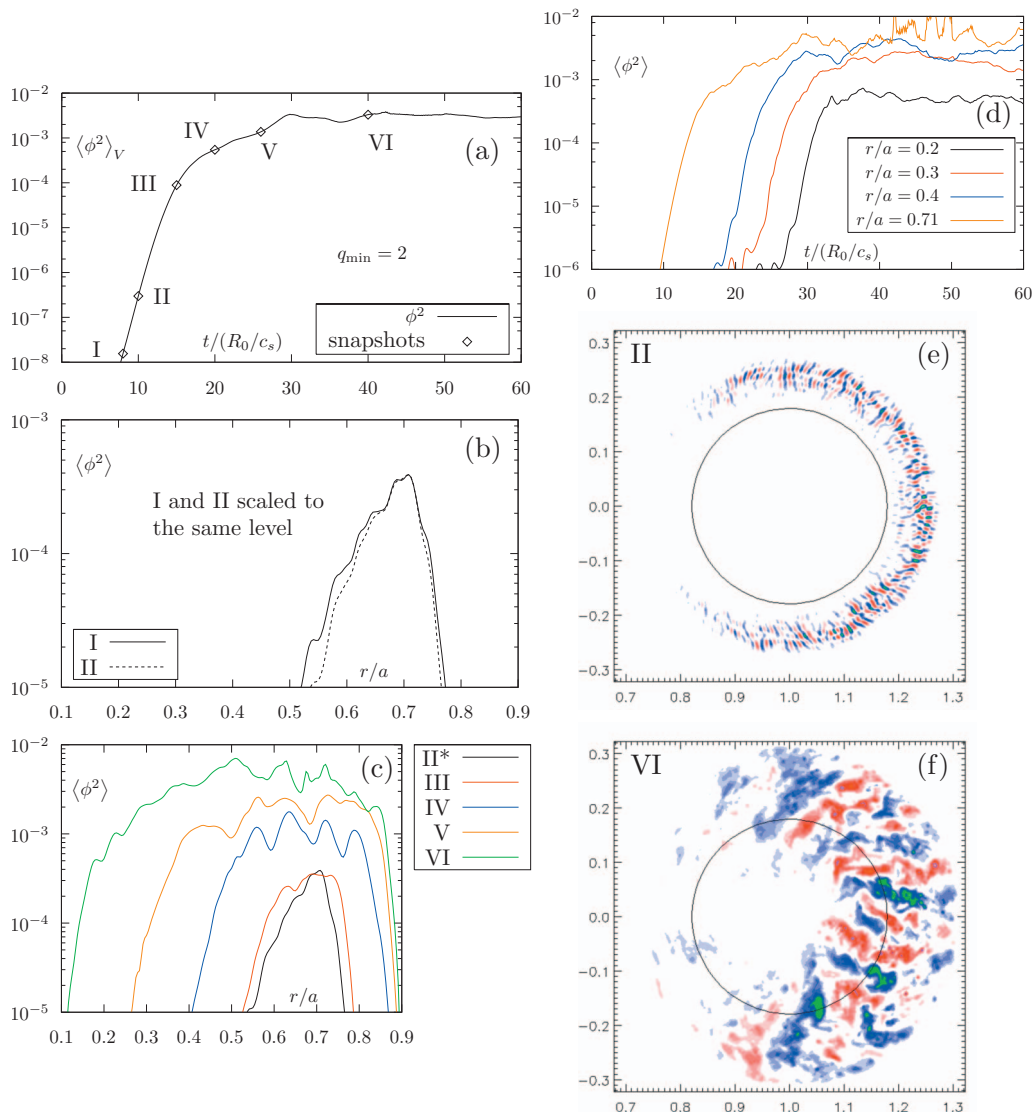 10^{-2}
10^{-3}
10^{-4}
10^{-5}
10^{-6}
10^{-7}
10^{-8}
⟨ϕ²⟩_V
(a)
I
II
III
IV
V
VI
q_min = 2
t/(R_0/c_s)
ϕ²
snapshots
0 10 20 30 40 50 60
10^{-3}
10^{-4}
10^{-5}
⟨ϕ²⟩
(b)
I and II scaled to
the same level
I
II
r/a
0.1 0.2 0.3 0.4 0.5 0.6 0.7 0.8 0.9
10^{-2}
10^{-3}
10^{-4}
10^{-5}
⟨ϕ²⟩
(c)
r/a
0.1 0.2 0.3 0.4 0.5 0.6 0.7 0.8 0.9
II*
III
IV
V
VI
10^{-2}
10^{-3}
10^{-4}
10^{-5}
10^{-6}
⟨ϕ²⟩
(d)
r/a = 0.2
r/a = 0.3
r/a = 0.4
r/a = 0.71
t/(R_0/c_s)
0 10 20 30 40 50 60
II
(e)
0.3
0.2
0.1
0.0
−0.1
−0.2
−0.3
0.7 0.8 0.9 1.0 1.1 1.2 1.3
VI
(f)
0.3
0.2
0.1
0.0
−0.1
−0.2
−0.3
0.7 0.8 0.9 1.0 1.1 1.2 1.3